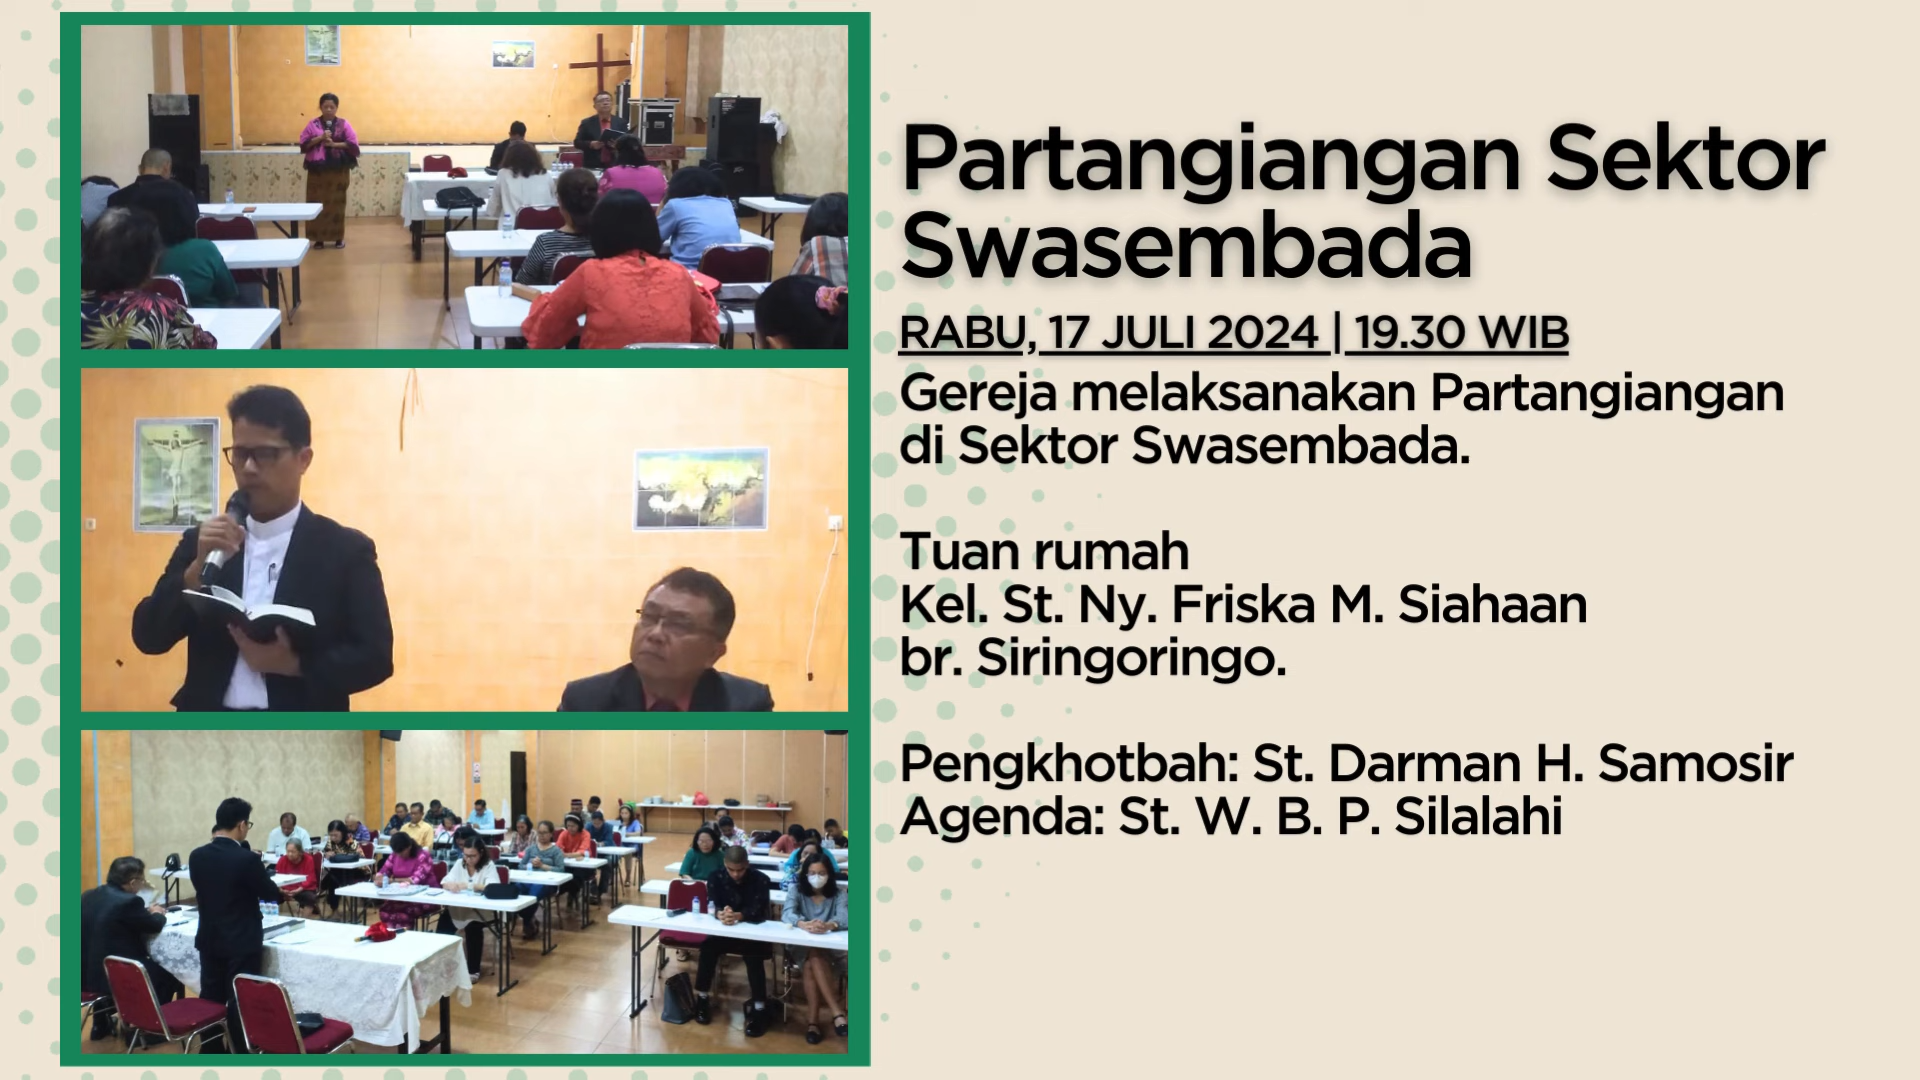 Partangiangan Sektor
Swasembada
RABU, 17 JULI 2024 | 19.30 WIB
Gereja melaksanakan Partangiangan
di Sektor Swasembada.
Tuan rumah
Kel. St. Ny. Friska M. Siahaan
br. Siringoringo.
Pengkhotbah: St. Darman H. Samosir
Agenda: St. W. B. P. Silalahi